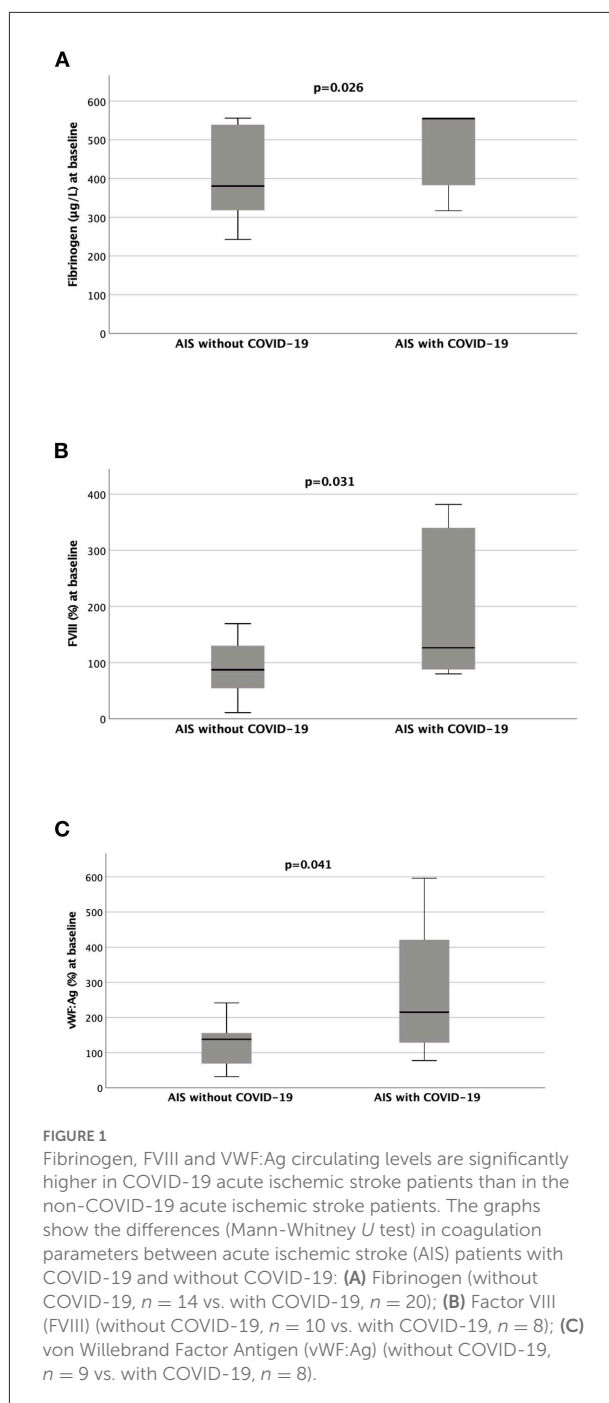 A
p=0.026
Fibrinogen (µg/L) at baseline
600
500
400
300
200
100
0
AIS without COVID-19
AIS with COVID-19
B
p=0.031
FVIII (%) at baseline
400
300
200
100
0
AIS without COVID-19
AIS with COVID-19
C
p=0.041
vWF:Ag (%) at baseline
600
500
400
300
200
100
0
AIS without COVID-19
AIS with COVID-19
FIGURE 1
Fibrinogen, FVIII and VWF:Ag circulating levels are significantly
higher in COVID-19 acute ischemic stroke patients than in the
non-COVID-19 acute ischemic stroke patients. The graphs
show the differences (Mann-Whitney U test) in coagulation
parameters between acute ischemic stroke (AIS) patients with
COVID-19 and without COVID-19: (A) Fibrinogen (without
COVID-19, n = 14 vs. with COVID-19, n = 20); (B) Factor VIII
(FVIII) (without COVID-19, n = 10 vs. with COVID-19, n = 8); (C)
von Willebrand Factor Antigen (vWF:Ag) (without COVID-19,
n = 9 vs. with COVID-19, n = 8).